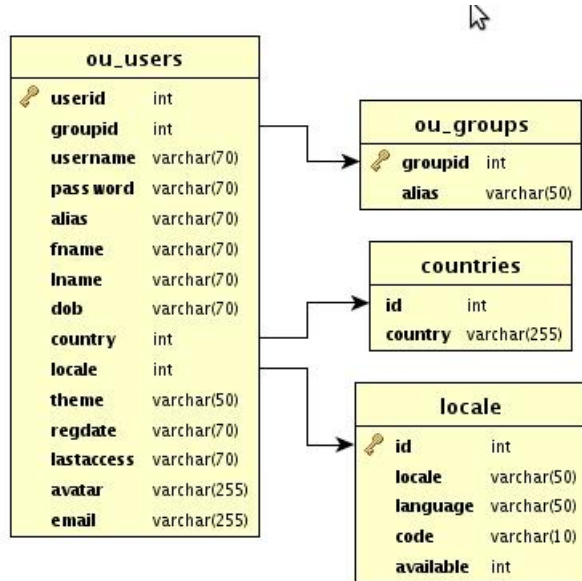 ou_users
userid int
groupid int
username varchar(70)
password varchar(70)
alias varchar(70)
fname varchar(70)
lname varchar(70)
dob varchar(70)
country int
locale int
theme varchar(50)
regdate varchar(70)
lastaccess varchar(70)
avatar varchar(255)
email varchar(255)
ou_groups
groupid int
alias varchar(50)
countries
id int
country varchar(255)
locale
id int
locale varchar(50)
language varchar(50)
code varchar(10)
available int